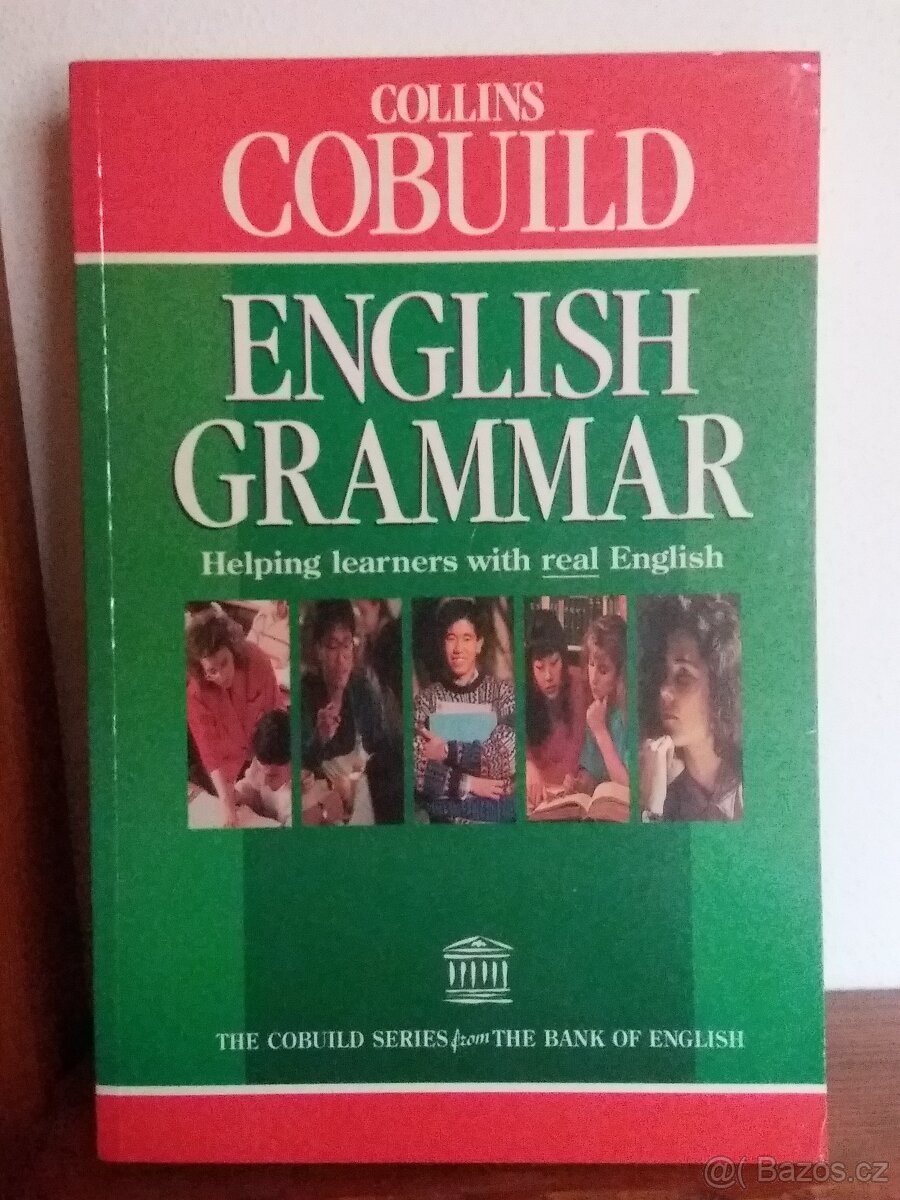 COLLINS
COBUILD
ENGLISH
GRAMMAR
Helping learners with real English
THE COBUILD SERIES from THE BANK OF ENGLISH
@( Bazos.cz